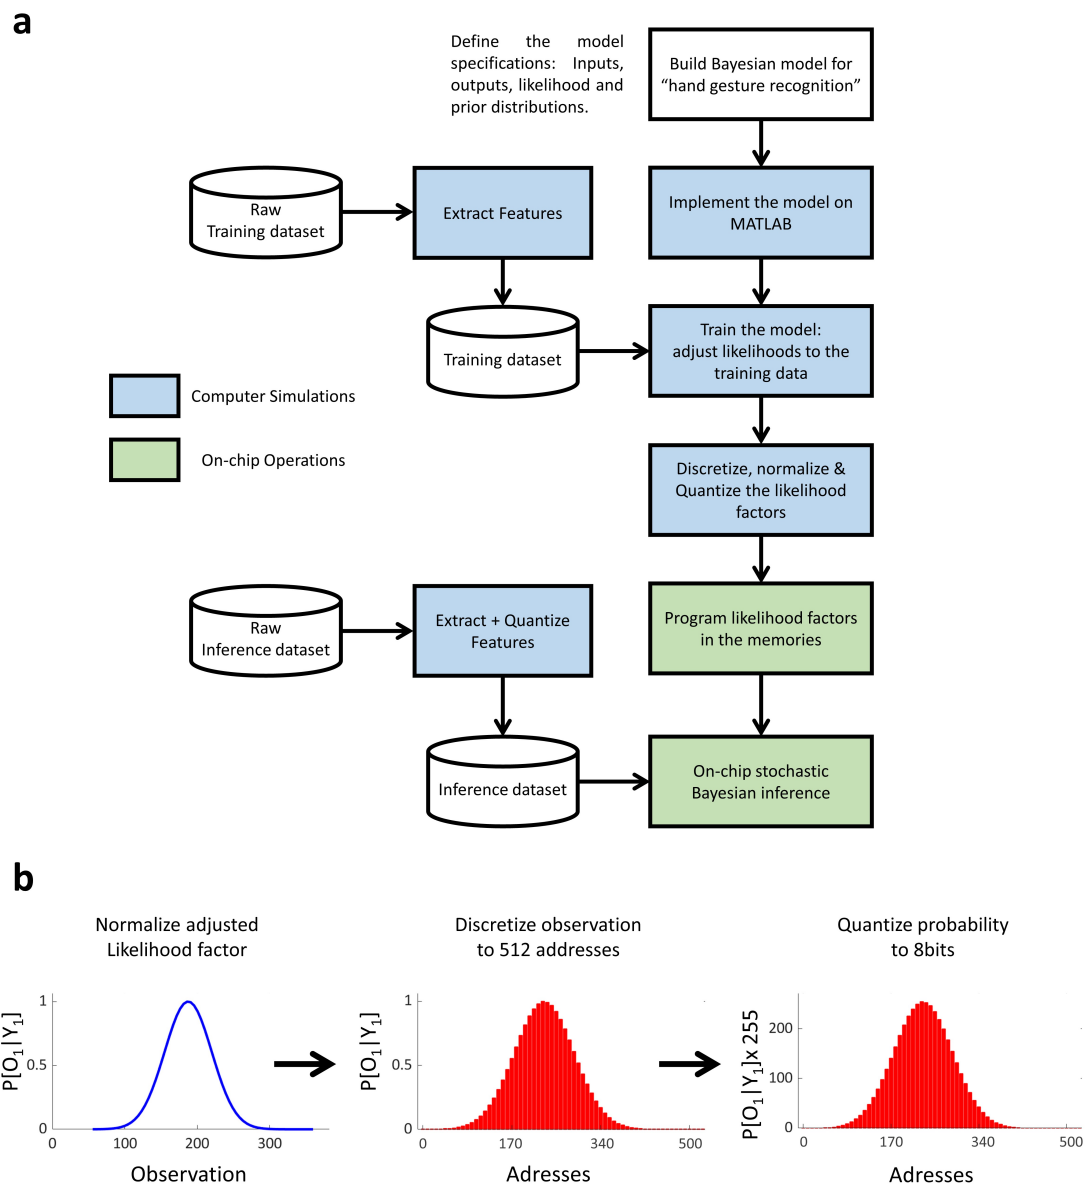 a
Define the model
specifications: Inputs,
outputs, likelihood and
prior distributions.
Build Bayesian model for
“hand gesture recognition”
Raw
Training dataset
Extract Features
Implement the model on
MATLAB
Training dataset
Train the model:
adjust likelihoods to the
training data
Computer Simulations
On-chip Operations
Discretize, normalize &
Quantize the likelihood
factors
Raw
Inference dataset
Extract + Quantize
Features
Program likelihood factors
in the memories
Inference dataset
On-chip stochastic
Bayesian inference
b
Normalize adjusted
Likelihood factor
P[O₁|Y₁]
1
0.5
0
0 100 200 300
Observation
Discretize observation
to 512 addresses
P[O₁|Y₁]
1
0.5
0
0 170 340 500
Adresses
Quantize probability
to 8bits
P[O₁|Y₁]x 255
200
100
0
0 170 340 500
Adresses